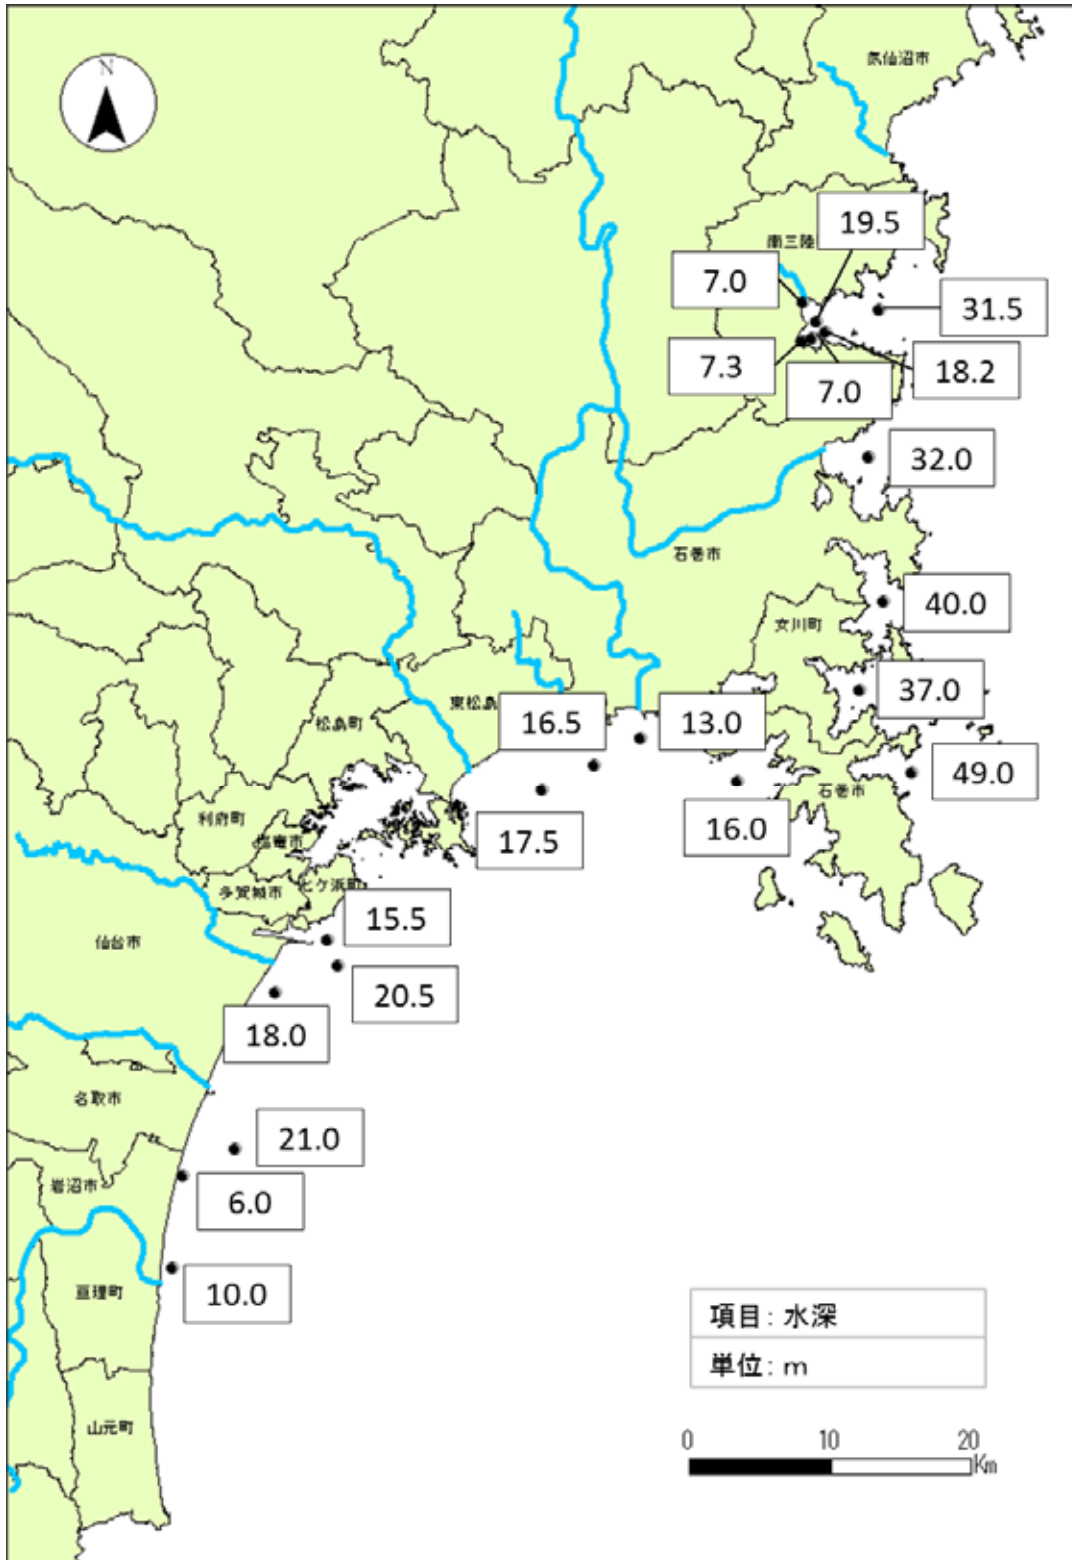 気仙沼市
N
19.5
南三陸
7.0
31.5
7.3
18.2
7.0
32.0
石巻市
40.0
女川町
37.0
東松島
16.5
13.0
松島町
49.0
石巻市
17.5
16.0
利府町
塩竈市
七ケ浜町
多賀城市
15.5
仙台市
20.5
18.0
名取市
21.0
岩沼市
6.0
亘理町
10.0
項目:水深
単位:m
山元町
0 10 20
Km